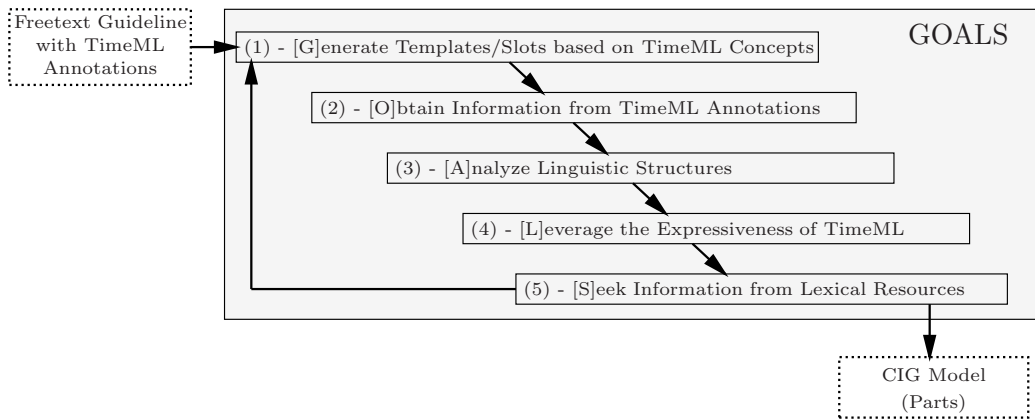 Freetext Guideline
with TimeML
Annotations
GOALS
(1) - [G]enerate Templates/Slots based on TimeML Concepts
(2) - [O]btain Information from TimeML Annotations
(3) - [A]nalyze Linguistic Structures
(4) - [L]everage the Expressiveness of TimeML
(5) - [S]eek Information from Lexical Resources
CIG Model
(Parts)